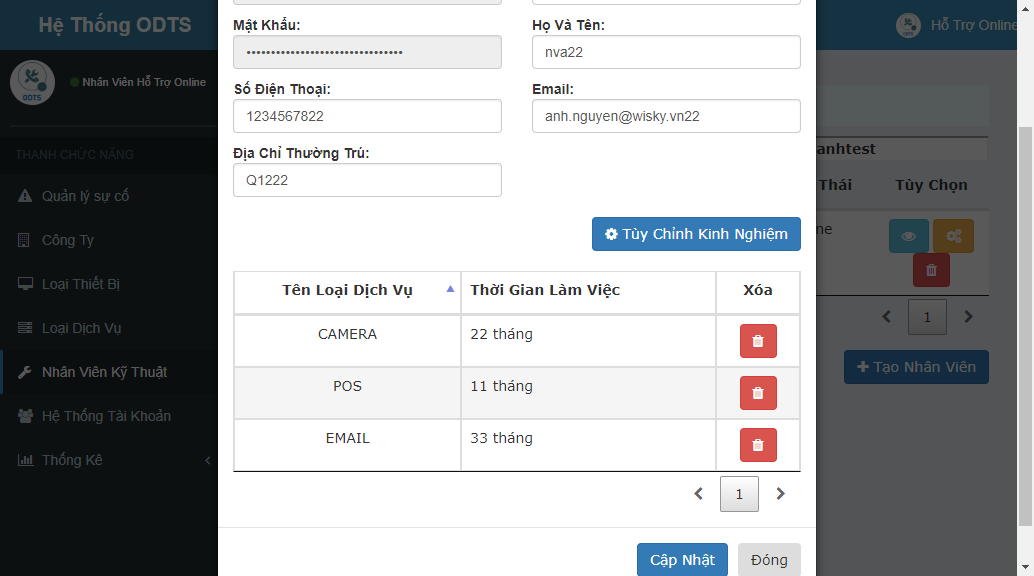 Hệ Thống ODTS
Hỗ Trợ Online
ODTS
Nhân Viên Hỗ Trợ Online
THANH CHỨC NĂNG
Quản lý sự cố
Công Ty
Loại Thiết Bị
Loại Dịch Vụ
Nhân Viên Kỹ Thuật
Hệ Thống Tài Khoản
Thống Kê
Mật Khẩu:
Họ Và Tên:
••••••••••••••••••••••••••••••••
nva22
Số Điện Thoại:
Email:
1234567822
anh.nguyen@wisky.vn22
Địa Chỉ Thường Trú:
Q1222
Tùy Chỉnh Kinh Nghiệm
Tên Loại Dịch Vụ Thời Gian Làm Việc Xóa
CAMERA 22 tháng
POS 11 tháng
EMAIL 33 tháng
1
Cập Nhật Đóng
anhtest
Thái Tùy Chọn
ne
1
Tạo Nhân Viên